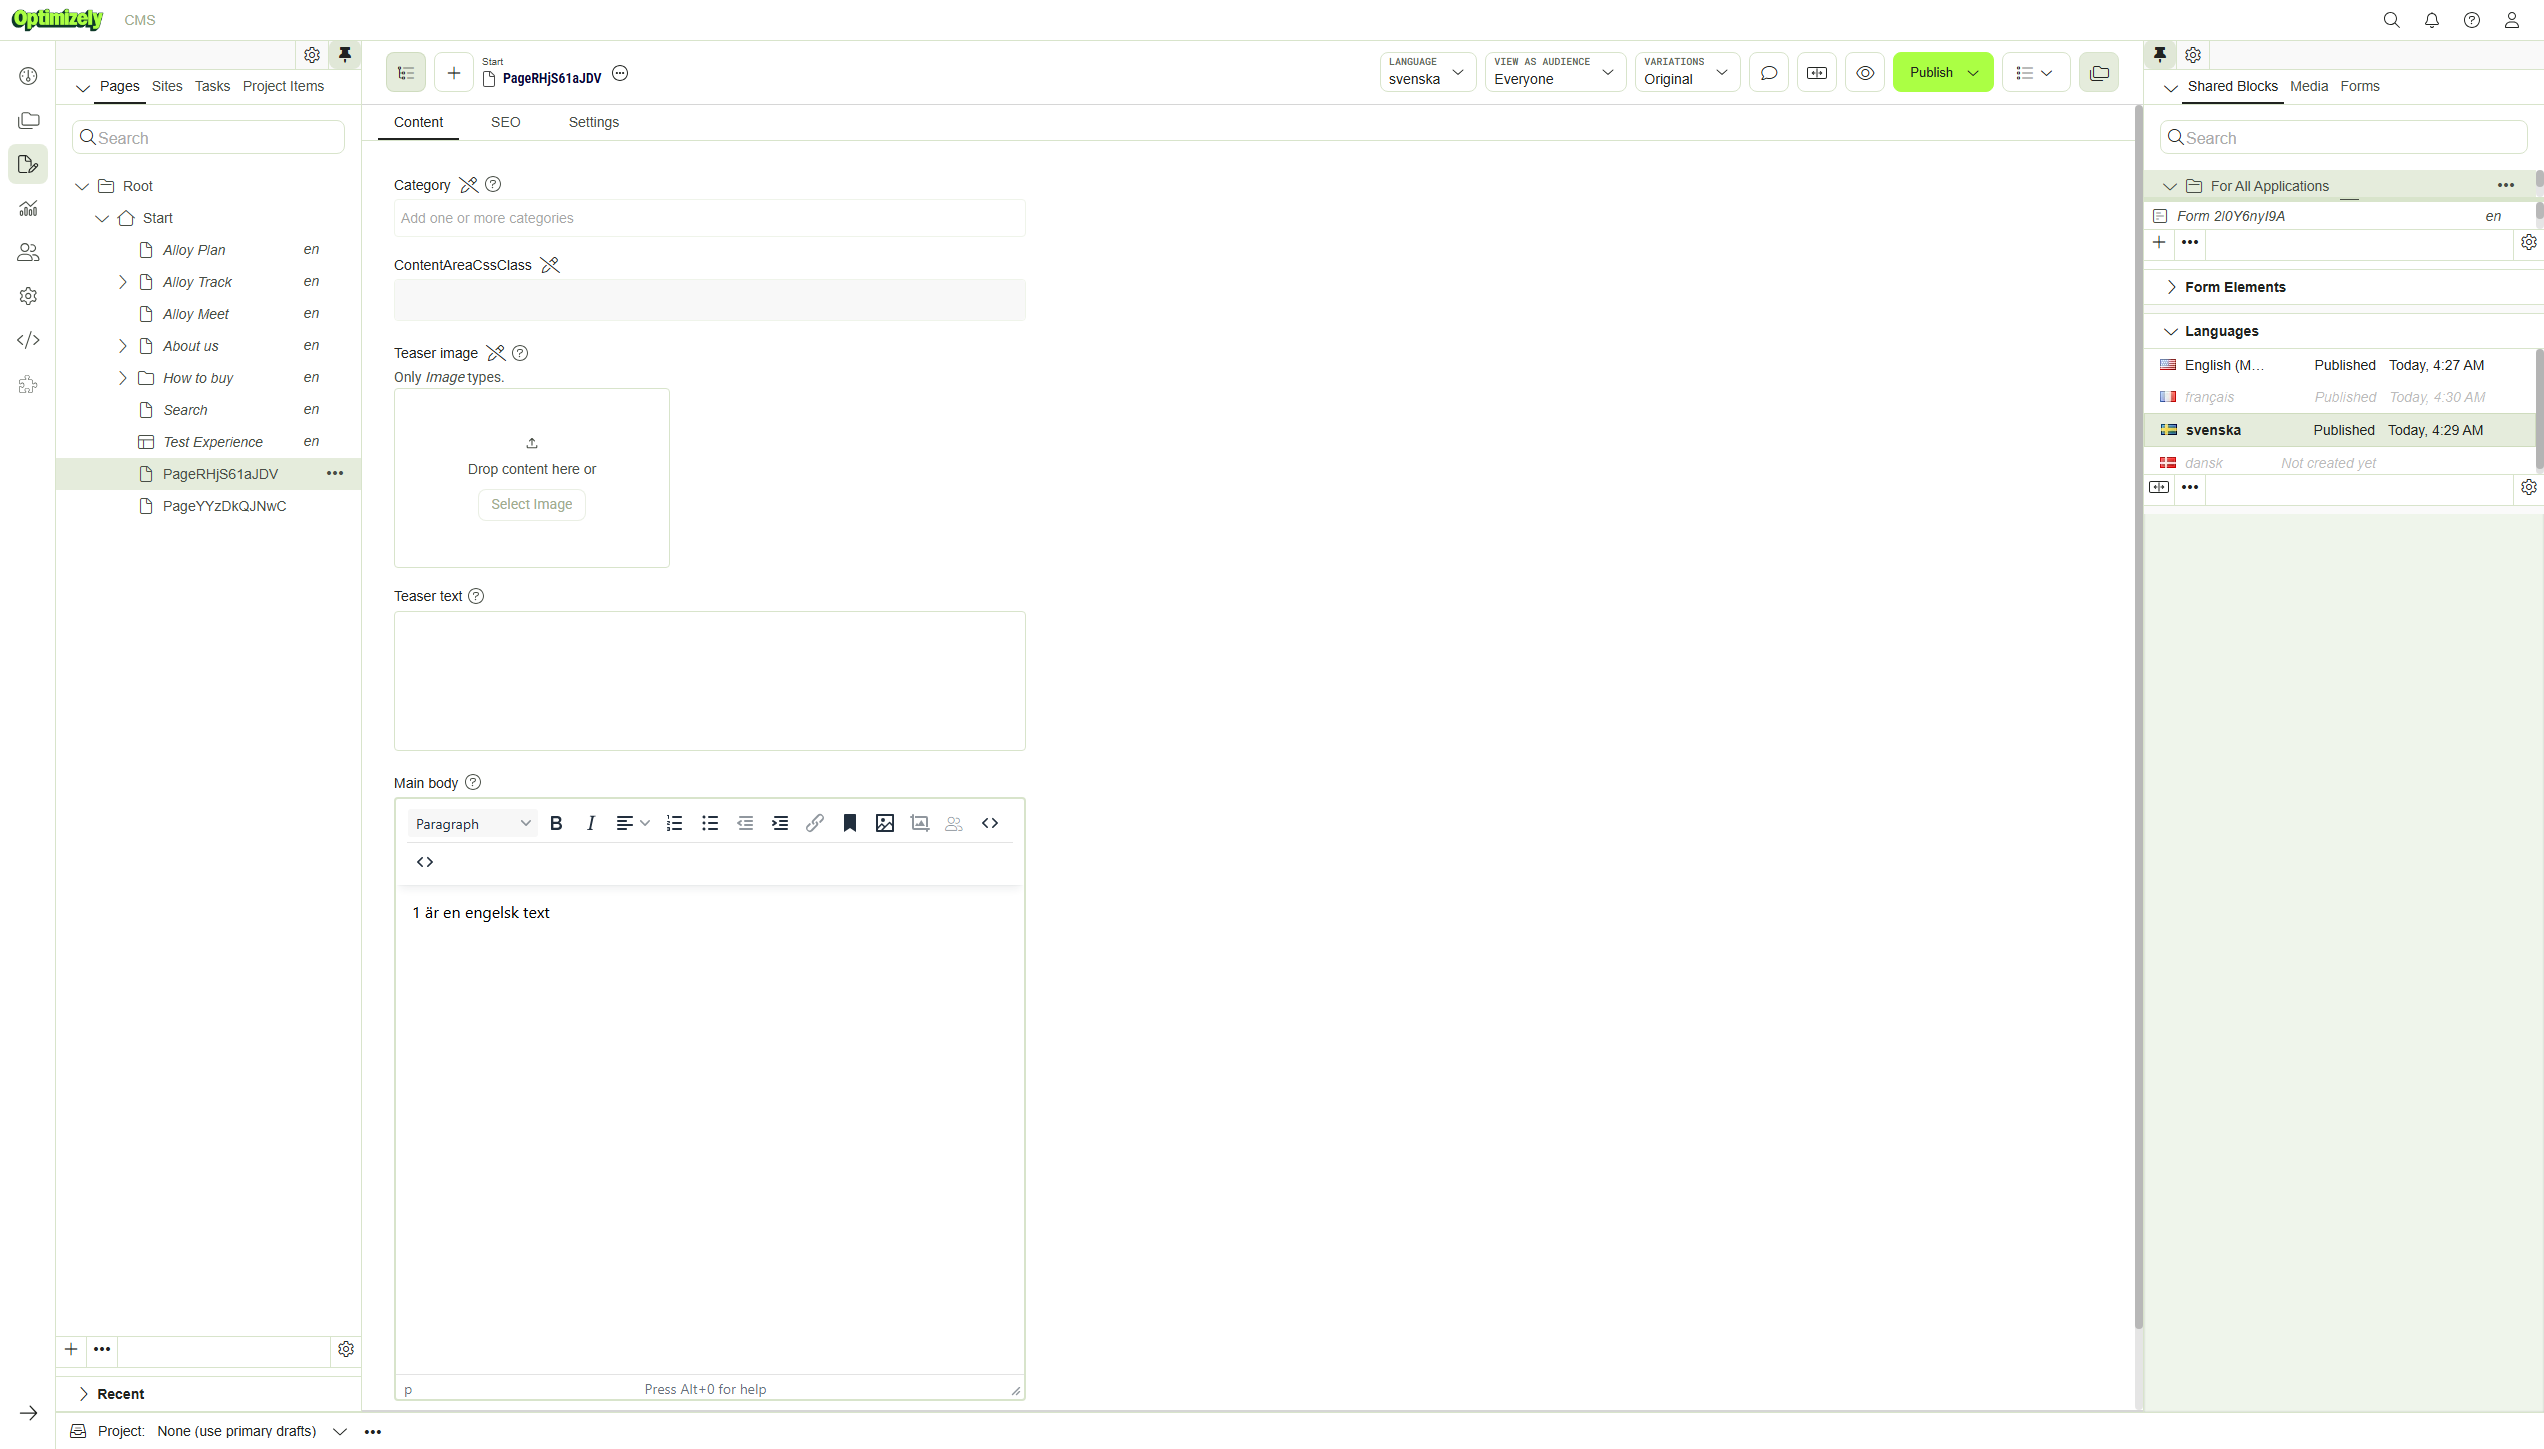 Optimizely CMS
Pages Sites Tasks Project Items
Search
Root
Start
Alloy Plan en
Alloy Track en
Alloy Meet en
About us en
How to buy en
Search en
Test Experience en
PageRHjS61aJDV
PageYYzDkQJNwC
Recent
Project: None (use primary drafts)
Start
PageRHjS61aJDV
LANGUAGE
svenska
VIEW AS AUDIENCE
Everyone
VARIATIONS
Original
Publish
Content SEO Settings
Category
Add one or more categories
ContentAreaCssClass
Teaser image
Only Image types.
Drop content here or
Select Image
Teaser text
Main body
Paragraph
1 är en engelsk text
p Press Alt+0 for help
Shared Blocks Media Forms
Search
For All Applications
Form 2l0Y6nyI9A en
Form Elements
Languages
English (M... Published Today, 4:27 AM
français Published Today, 4:30 AM
svenska Published Today, 4:29 AM
dansk Not created yet